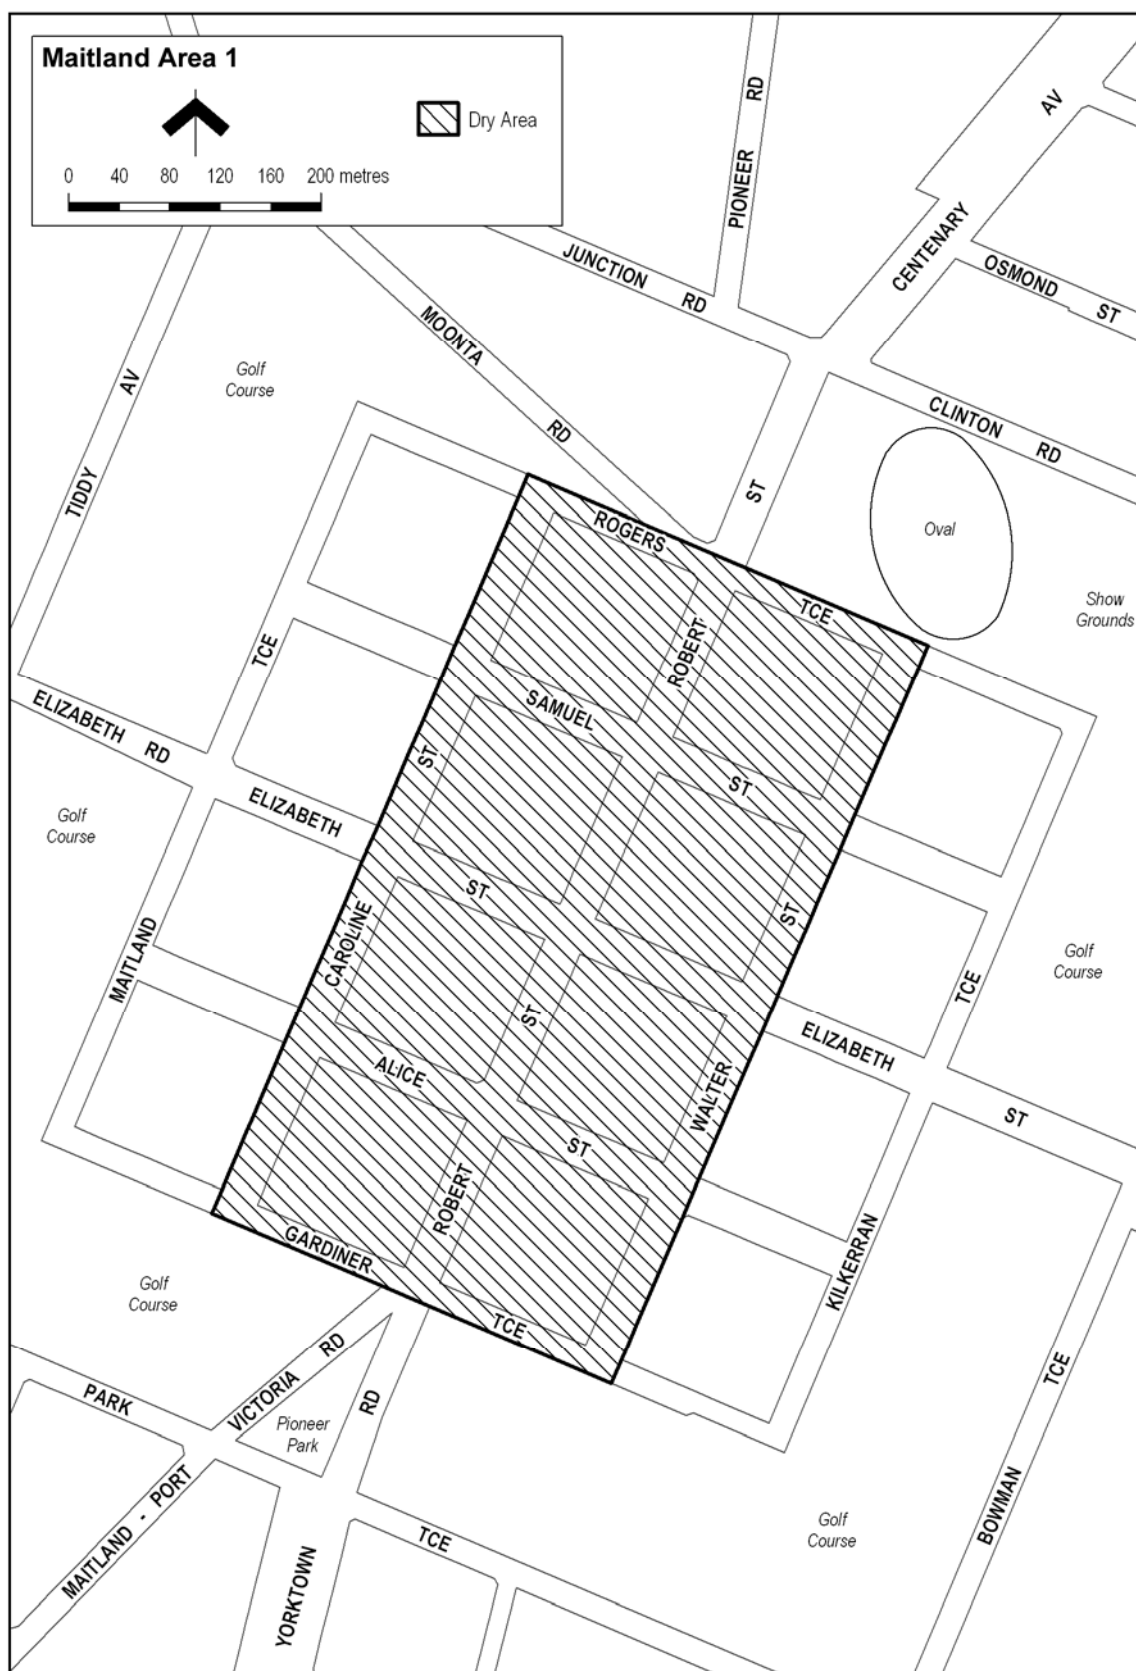 Maitland Area 1
Dry Area
0 40 80 120 160 200 metres
PIONEER RD
CENTENARY AV
JUNCTION RD
OSMOND ST
MOONTA RD
CLINTON RD
TIDDY AV
Golf
Course
ST
Oval
Show
Grounds
ROGERS TCE
ROBERT
TCE
ELIZABETH RD
SAMUEL ST
ST
ELIZABETH ST
Golf
Course
CAROLINE
ST
MAITLAND
ST
TCE
Golf
Course
ELIZABETH ST
ALICE ST
WALTER
ROBERT
KILKERRAN
GARDINER TCE
Golf
Course
VICTORIA RD
RD
PARK
Pioneer
Park
TCE
BOWMAN
MAITLAND - PORT
TCE
Golf
Course
YORKTOWN